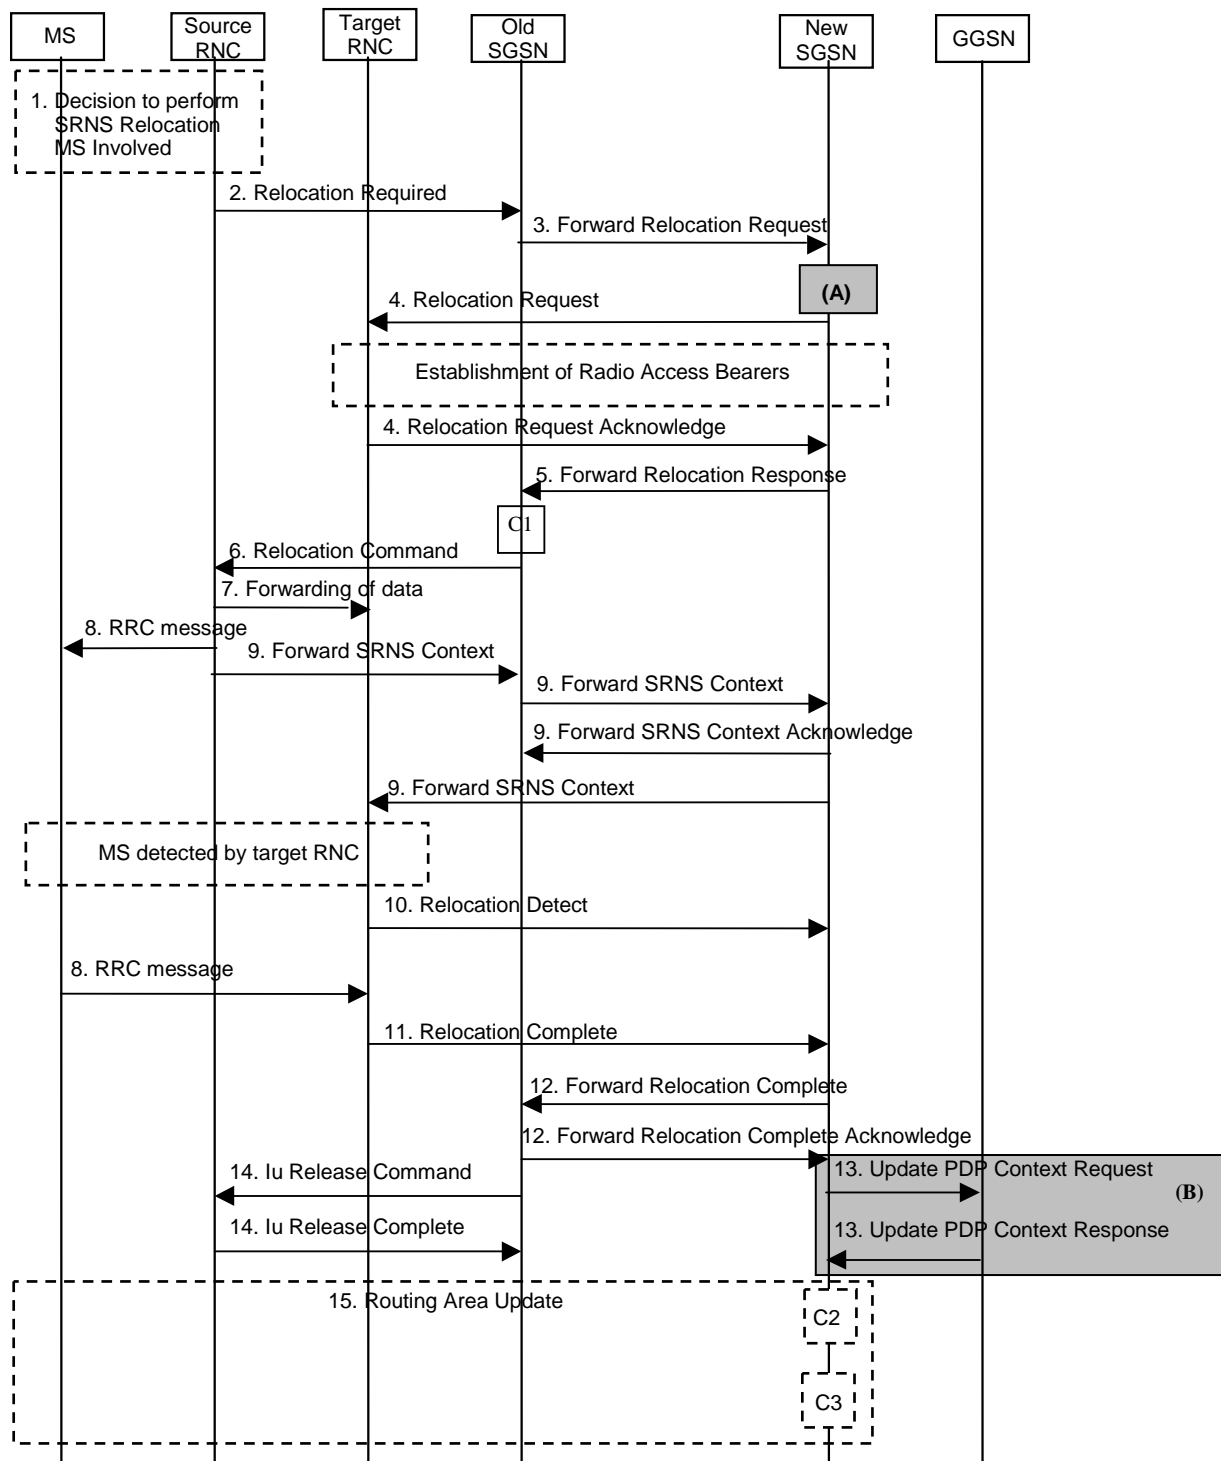 MS
Source
RNC
Target
RNC
Old
SGSN
New
SGSN
GGSN
1. Decision to perform
SRNS Relocation
MS Involved
2. Relocation Required
3. Forward Relocation Request
(A)
4. Relocation Request
Establishment of Radio Access Bearers
4. Relocation Request Acknowledge
5. Forward Relocation Response
C1
6. Relocation Command
7. Forwarding of data
8. RRC message
9. Forward SRNS Context
9. Forward SRNS Context
9. Forward SRNS Context Acknowledge
9. Forward SRNS Context
MS detected by target RNC
10. Relocation Detect
8. RRC message
11. Relocation Complete
12. Forward Relocation Complete
12. Forward Relocation Complete Acknowledge
14. Iu Release Command
13. Update PDP Context Request
(B)
14. Iu Release Complete
13. Update PDP Context Response
15. Routing Area Update
C2
C3